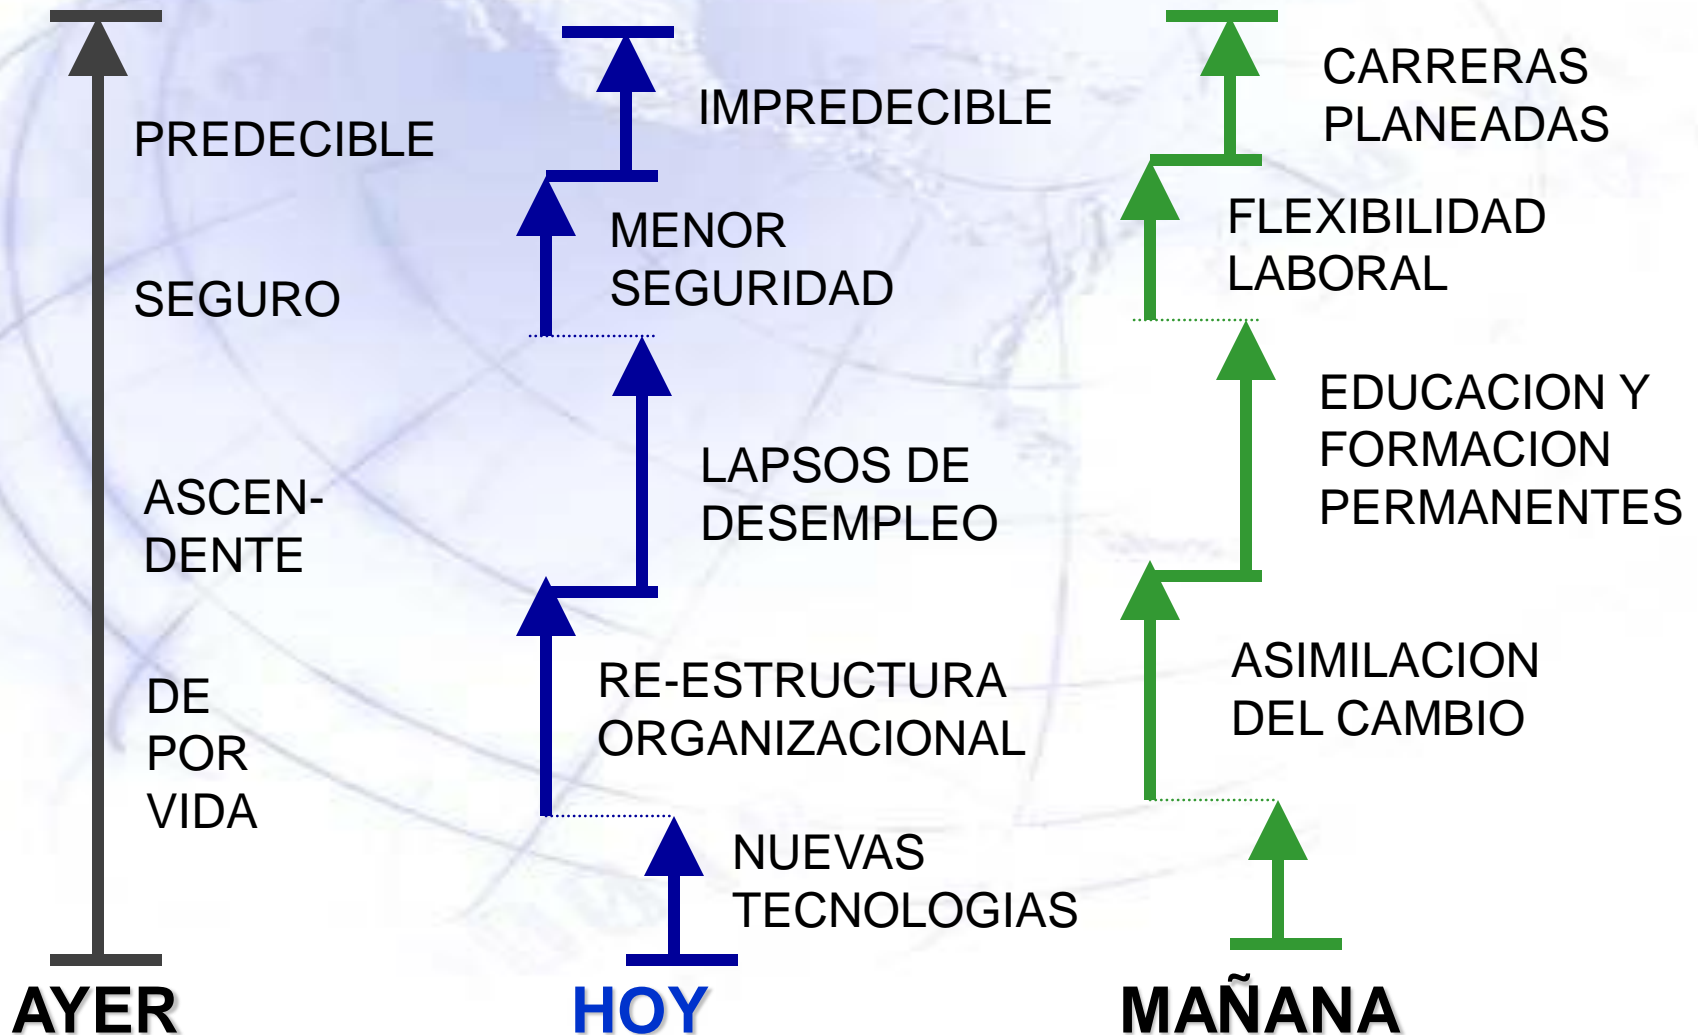 PREDECIBLE
SEGURO
ASCEN-
DENTE
DE
POR
VIDA
AYER
IMPREDECIBLE
MENOR
SEGURIDAD
LAPSOS DE
DESEMPLEO
RE-ESTRUCTURA
ORGANIZACIONAL
NUEVAS
TECNOLOGIAS
HOY
CARRERAS
PLANEADAS
FLEXIBILIDAD
LABORAL
EDUCACION Y
FORMACION
PERMANENTES
ASIMILACION
DEL CAMBIO
MAÑANA